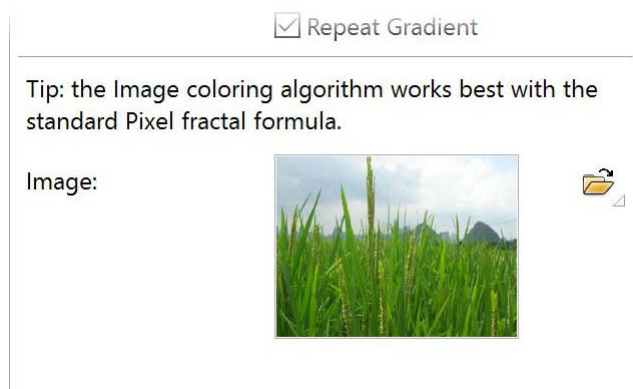 Repeat Gradient
Tip: the Image coloring algorithm works best with the
standard Pixel fractal formula.
Image: